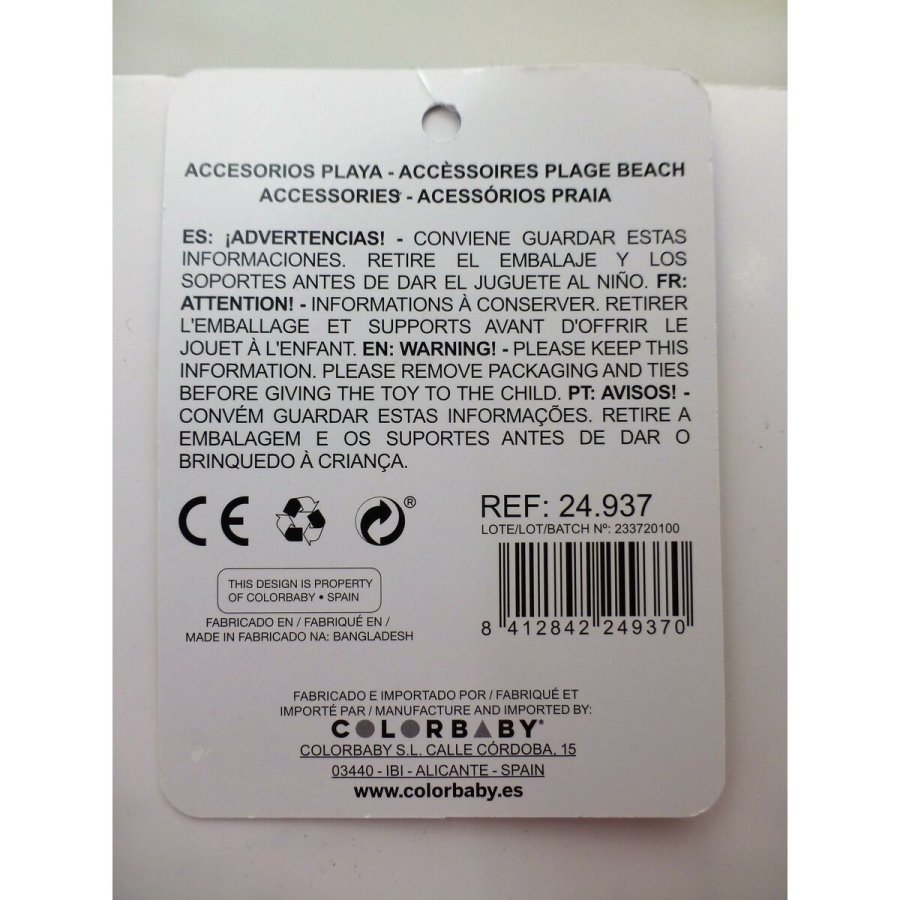 ACCESORIOS PLAYA - ACCÈSSOIRES PLAGE BEACH
ACCESSORIES - ACESSÓRIOS PRAIA
ES: ¡ADVERTENCIAS! - CONVIENE GUARDAR ESTAS
INFORMACIONES. RETIRE EL EMBALAJE Y LOS
SOPORTES ANTES DE DAR EL JUGUETE AL NIÑO. FR:
ATTENTION! - INFORMATIONS À CONSERVER. RETIRER
L'EMBALLAGE ET SUPPORTS AVANT D'OFFRIR LE
JOUET À L'ENFANT. EN: WARNING! - PLEASE KEEP THIS
INFORMATION. PLEASE REMOVE PACKAGING AND TIES
BEFORE GIVING THE TOY TO THE CHILD. PT: AVISOS! -
CONVÉM GUARDAR ESTAS INFORMAÇÕES. RETIRE A
EMBALAGEM E OS SUPORTES ANTES DE DAR O
BRINQUEDO À CRIANÇA.
CE ®
REF: 24.937
LOTE/LOT/BATCH Nº: 233720100
8 412842 249370
THIS DESIGN IS PROPERTY
OF COLORBABY • SPAIN
FABRICADO EN / FABRIQUÉ EN /
MADE IN FABRICADO NA: BANGLADESH
FABRICADO E IMPORTADO POR / FABRIQUÉ ET
IMPORTÉ PAR / MANUFACTURE AND IMPORTED BY:
COLORBABY®
COLORBABY S.L. CALLE CÓRDOBA, 15
03440 - IBI - ALICANTE - SPAIN
www.colorbaby.es